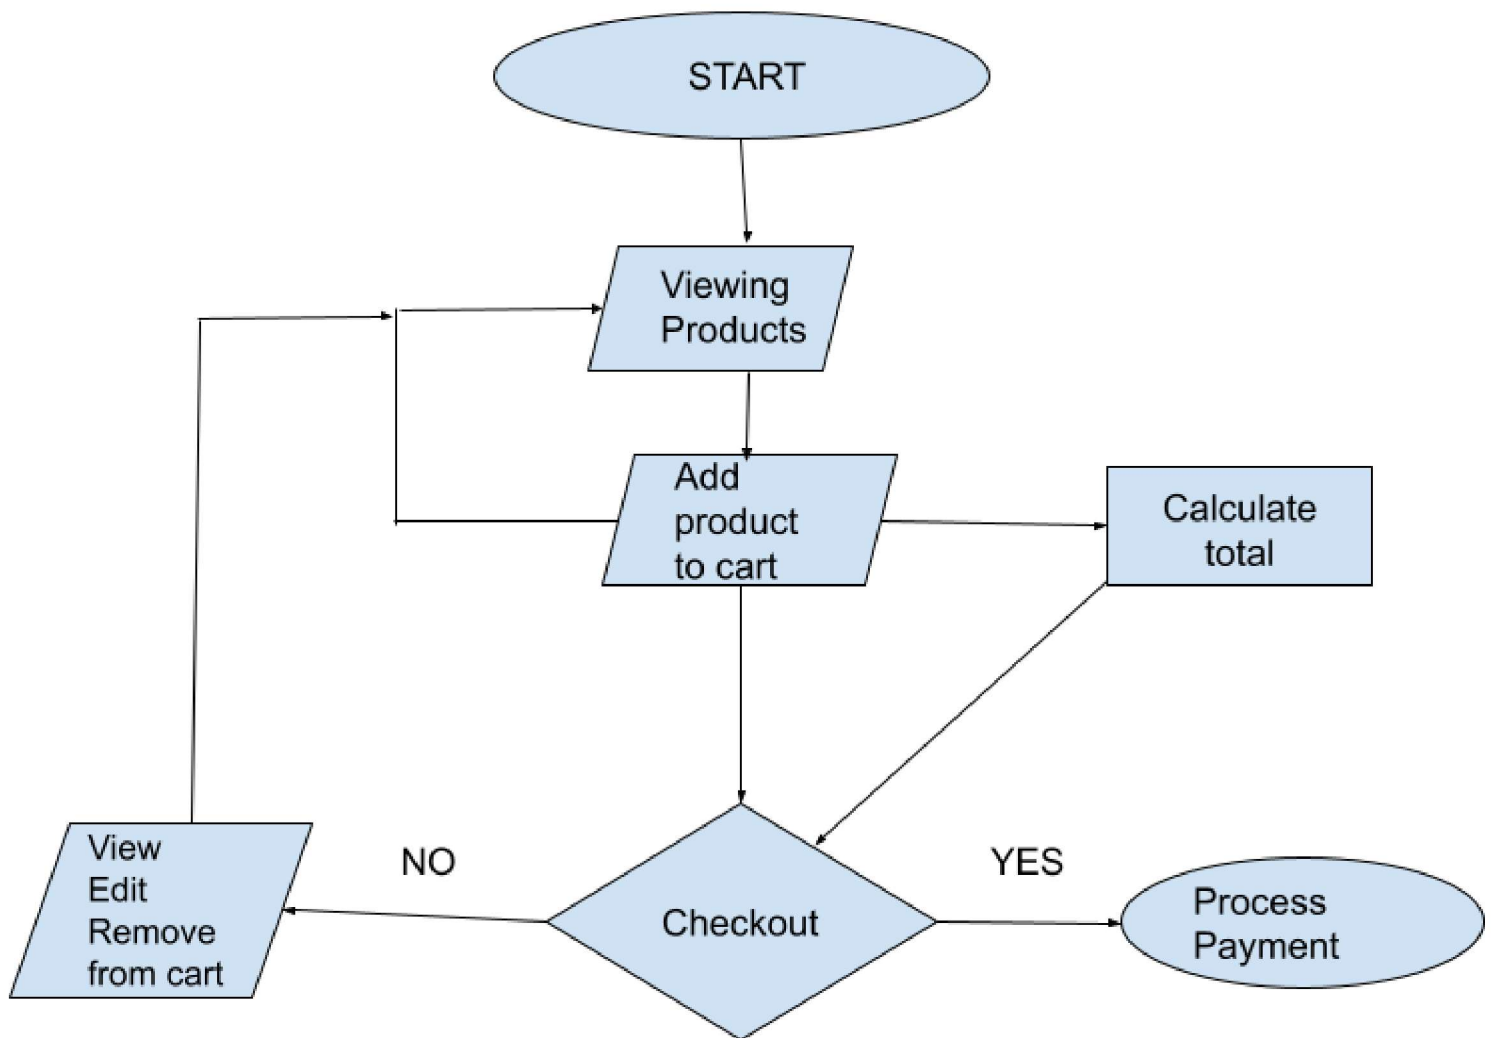 START
Viewing
Products
Add
product
to cart
Calculate
total
View
Edit
Remove
from cart
NO
Checkout
YES
Process
Payment